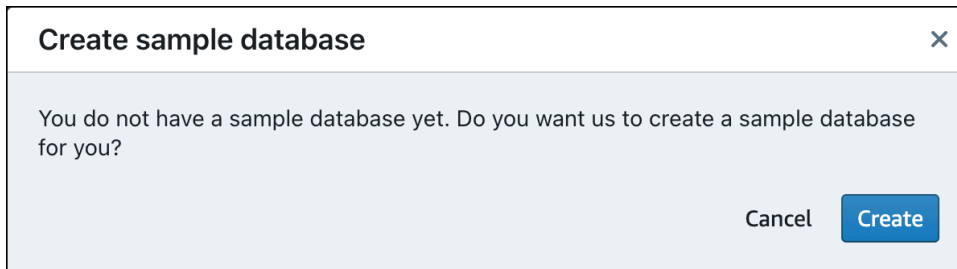 Create sample database
You do not have a sample database yet. Do you want us to create a sample database
for you?
Cancel
Create